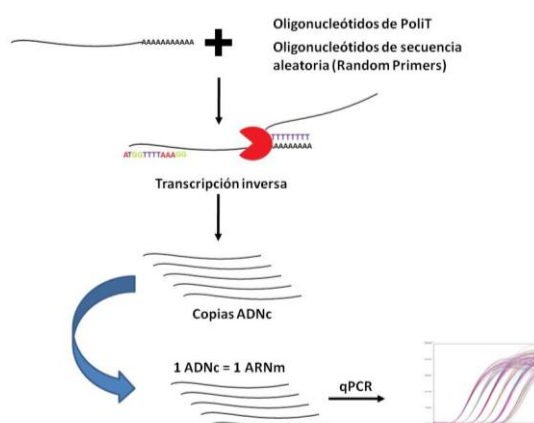 Oligonucleótidos de PoliT
AAAAAAAAAAA
Oligonucleótidos de secuencia
aleatoria (Random Primers)
TTTTTTTT
AAAAAAAA
ATGGTTTTAAAGG
Transcripción inversa
Copias ADNc
1 ADNc = 1 ARNm
qPCR